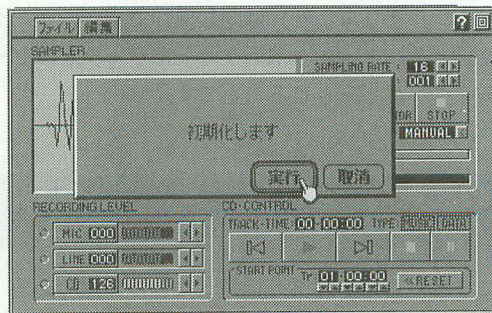 ファイル 編集 ?
SAMPLER
SAMPLING RATE : 16
: 001
STOP
MANUAL
初期化します
実行 取消
RECORDING LEVEL
MIC 000
LINE 000
CD 126
CD-CONTROL
TRACK-TIME 00-00:00 TYPE MUSIC DATA
START POINT Tr 01-00:00 RESET